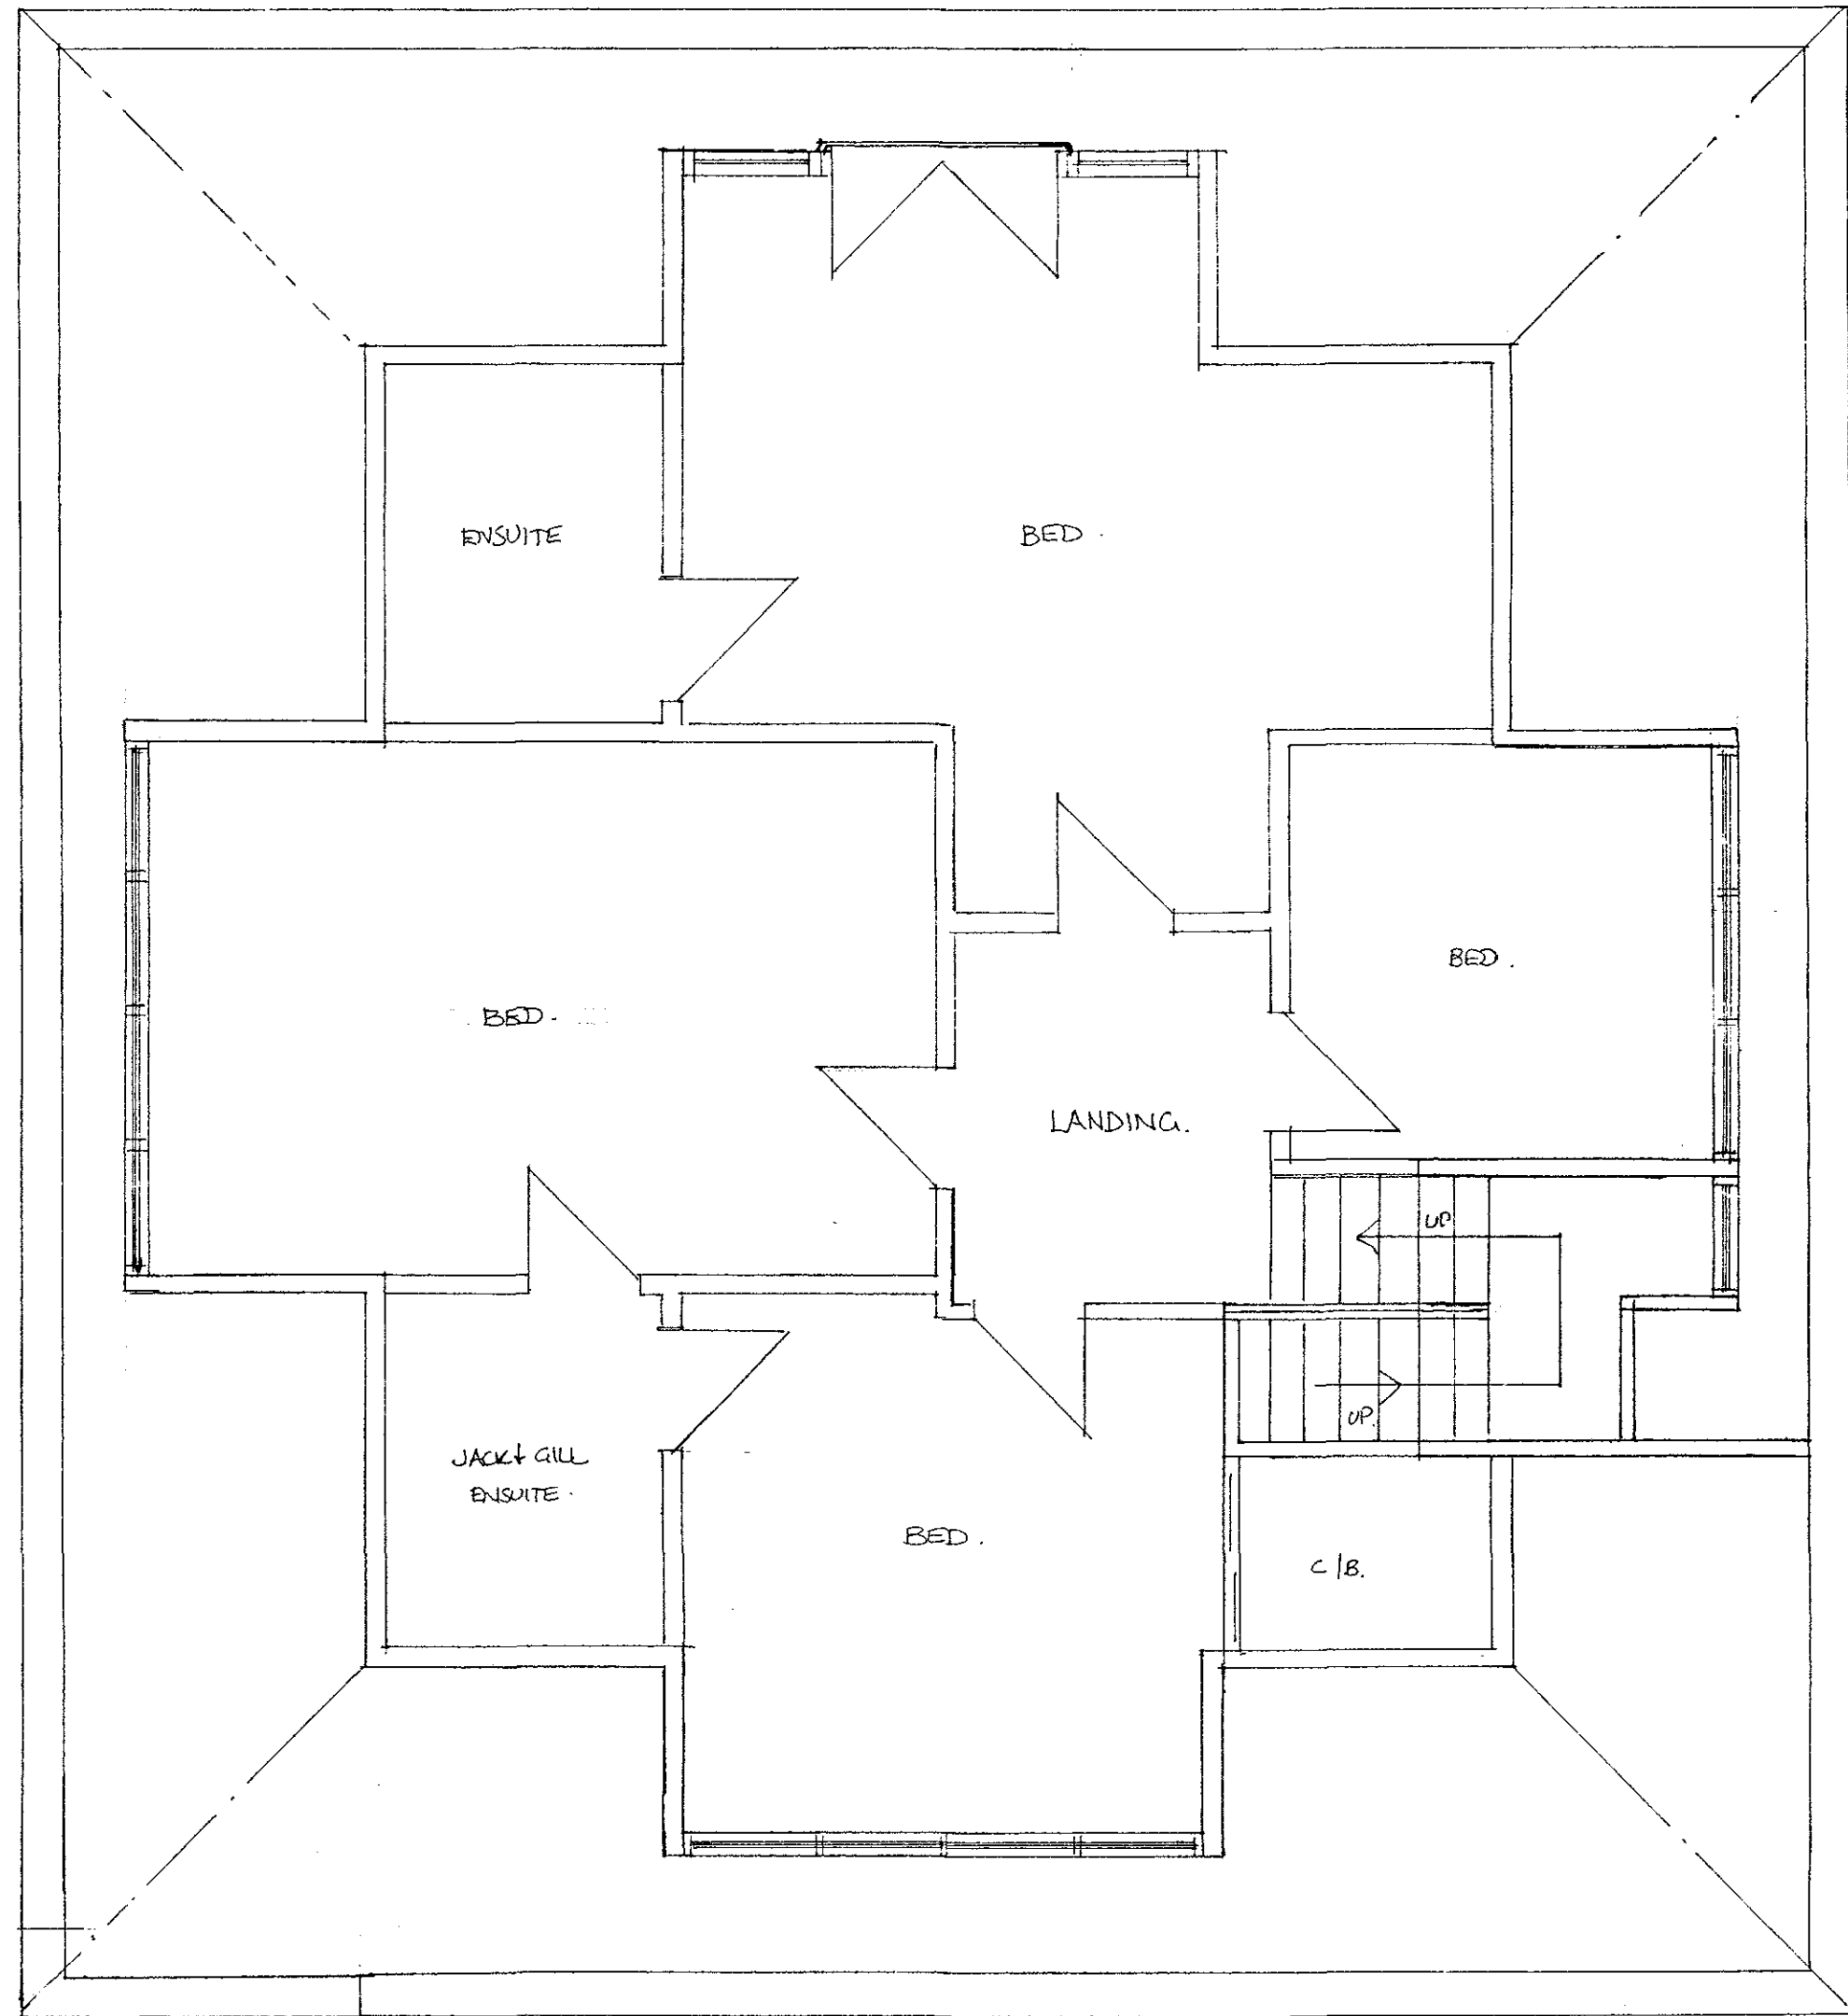 ENSUITE
BED.
BED.
BED.
LANDING.
UP
UP.
JACK & GILL
ENSUITE.
BED.
C/B.